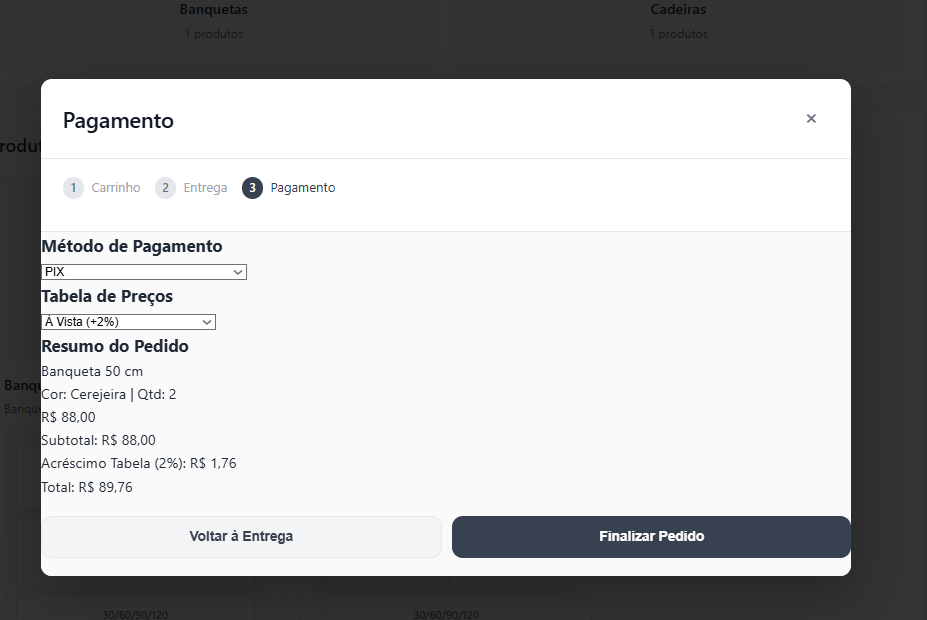 Banquetas
Cadeiras
1 produtos
1 produtos
Pagamento
×
1 Carrinho 2 Entrega 3 Pagamento
Método de Pagamento
PIX
Tabela de Preços
À Vista (+2%)
Resumo do Pedido
Banqueta 50 cm
Cor: Cerejeira | Qtd: 2
R$ 88,00
Subtotal: R$ 88,00
Acréscimo Tabela (2%): R$ 1,76
Total: R$ 89,76
Voltar à Entrega
Finalizar Pedido
30/60/90/120
30/60/90/120